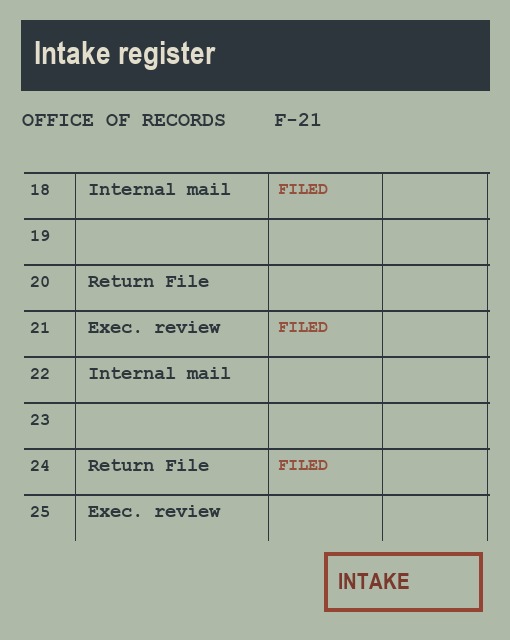 Intake register
OFFICE OF RECORDS F-21
18 Internal mail FILED
19
20 Return File
21 Exec. review FILED
22 Internal mail
23
24 Return File FILED
25 Exec. review
INTAKE